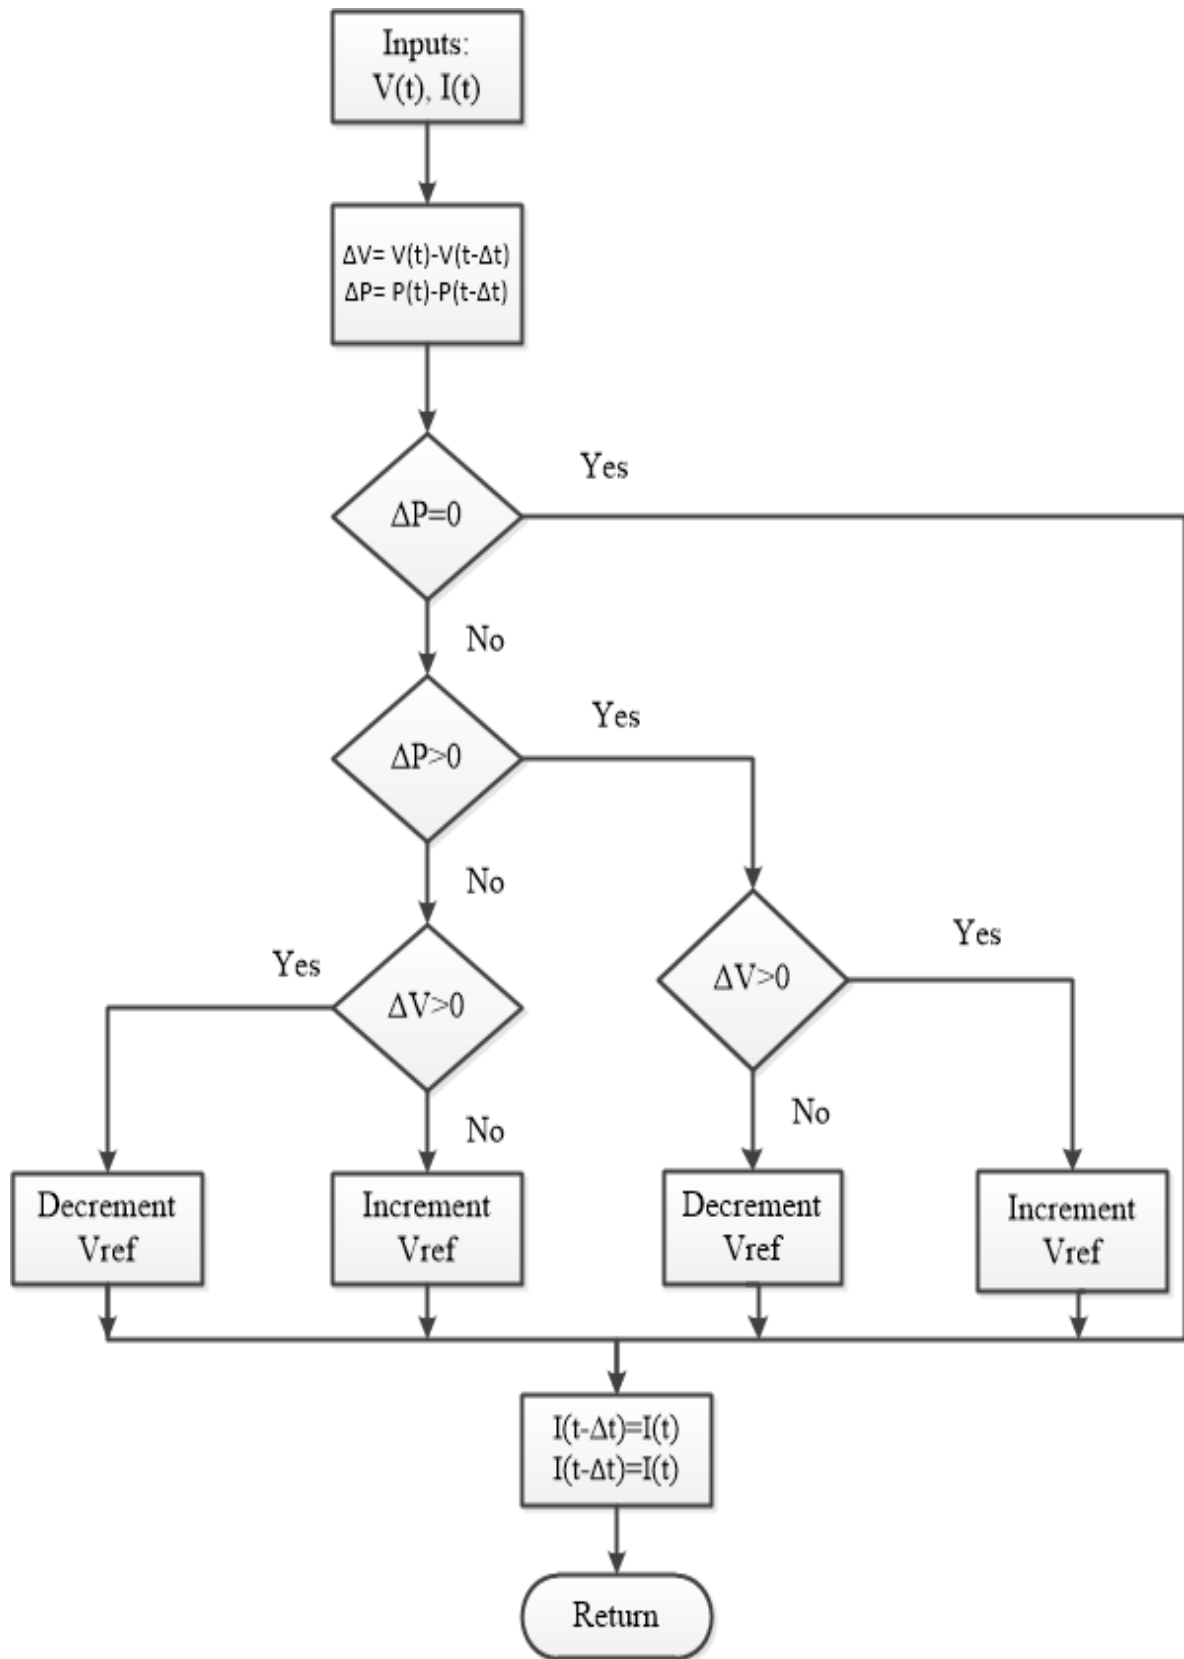 Inputs:
V(t), I(t)
ΔV= V(t)-V(t-Δt)
ΔP= P(t)-P(t-Δt)
Yes
ΔP=0
No
Yes
ΔP>0
No
Yes
Yes
ΔV>0
ΔV>0
No
No
Decrement
Vref
Increment
Vref
Decrement
Vref
Increment
Vref
I(t-Δt)=I(t)
I(t-Δt)=I(t)
Return